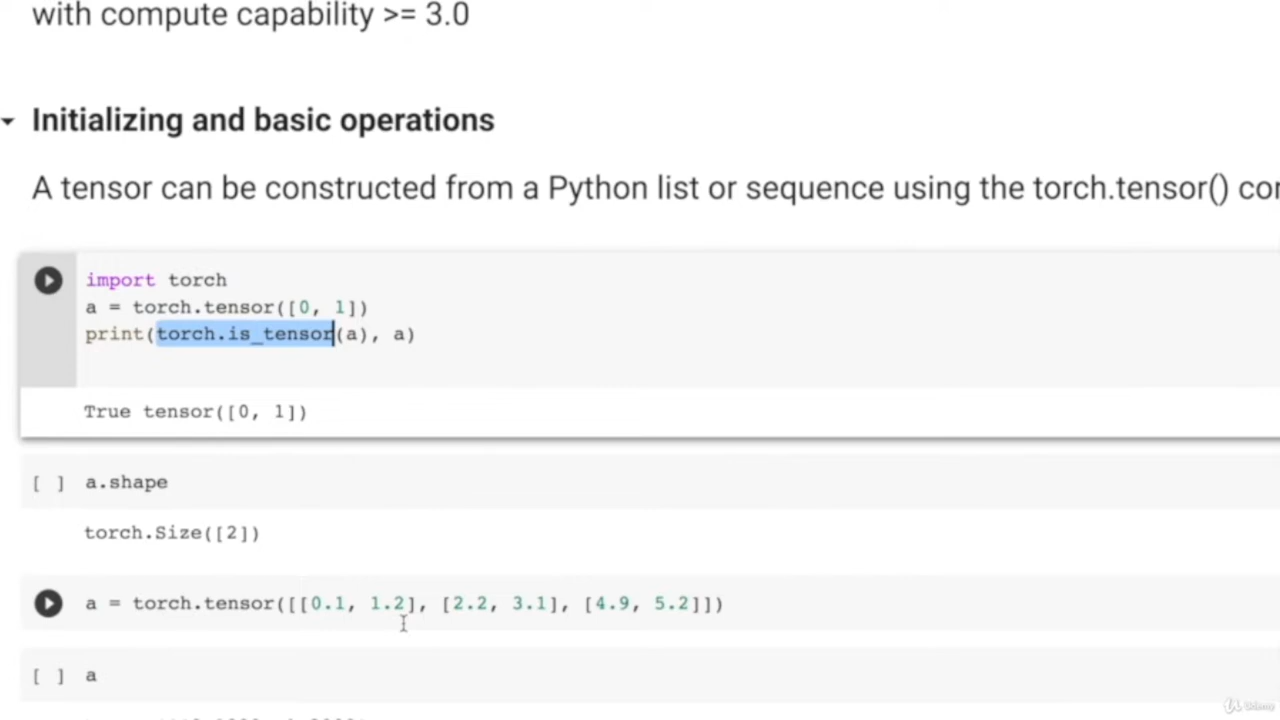 with compute capability >= 3.0
Initializing and basic operations
A tensor can be constructed from a Python list or sequence using the torch.tensor()
import torch
a = torch.tensor([0, 1])
print(torch.is_tensor(a), a)
True tensor([0, 1])
[ ] a.shape
torch.Size([2])
a = torch.tensor([[0.1, 1.2], [2.2, 3.1], [4.9, 5.2]])
[ ] a
Udemy